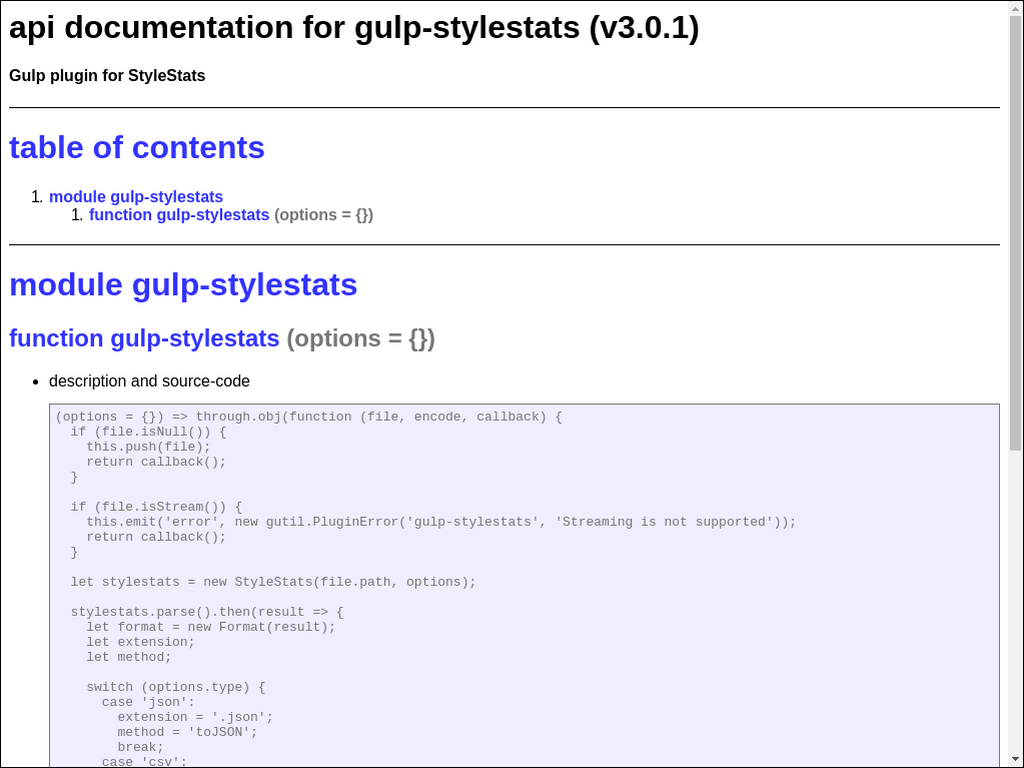 api documentation for gulp-stylestats (v3.0.1)
Gulp plugin for StyleStats
table of contents
1. module gulp-stylestats
1. function gulp-stylestats (options = {})
module gulp-stylestats
function gulp-stylestats (options = {})
• description and source-code
(options = {}) => through.obj(function (file, encode, callback) {
  if (file.isNull()) {
    this.push(file);
    return callback();
  }
  if (file.isStream()) {
    this.emit('error', new gutil.PluginError('gulp-stylestats', 'Streaming is not supported'));
    return callback();
  }
  let stylestats = new StyleStats(file.path, options);
  stylestats.parse().then(result => {
    let format = new Format(result);
    let extension;
    let method;
    switch (options.type) {
      case 'json':
        extension = '.json';
        method = 'toJSON';
        break;
      case 'csv':